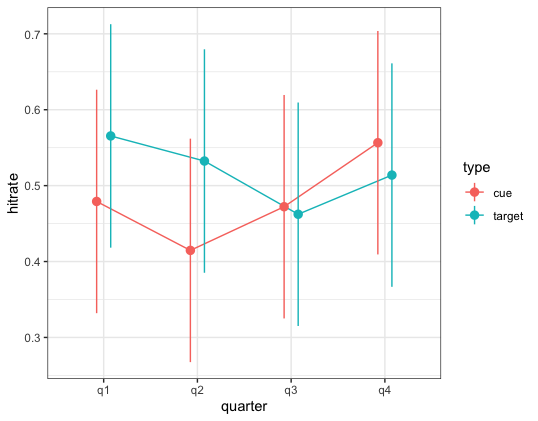 hitrate
0.7
0.6
0.5
0.4
0.3
q1 q2 q3 q4
quarter
type
cue
target